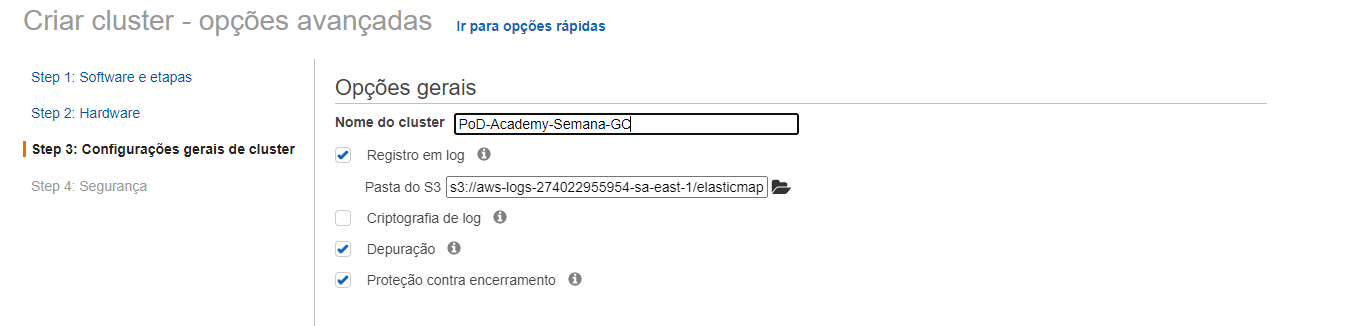 Criar cluster - opções avançadas Ir para opções rápidas
Step 1: Software e etapas
Step 2: Hardware
Step 3: Configurações gerais de cluster
Step 4: Segurança
Opções gerais
Nome do cluster PoD-Academy-Semana-GC
Registro em log
Pasta do S3 s3://aws-logs-274022955954-sa-east-1/elasticmap
Criptografia de log
Depuração
Proteção contra encerramento